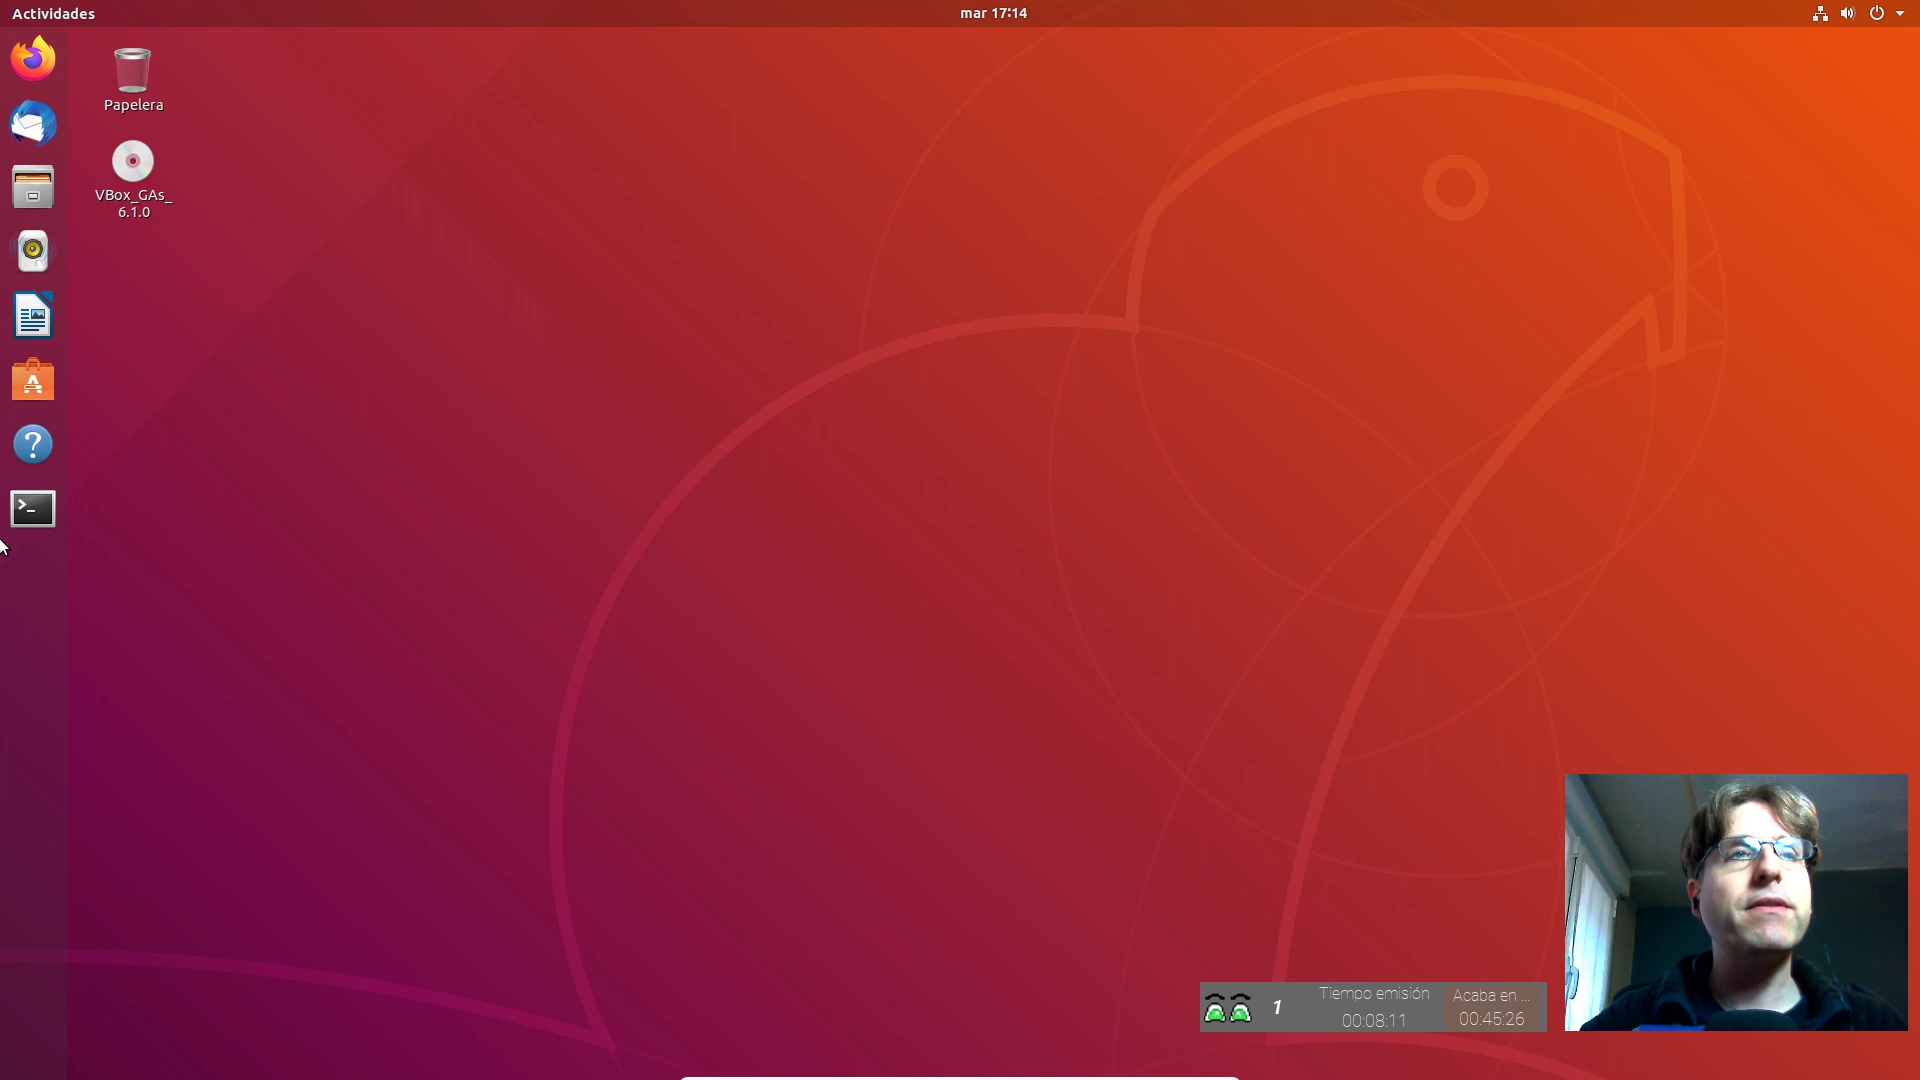 Actividades
mar 17:14
Papelera
VBox_GAs_
6.1.0
1
Tiempo emisión
00:08:11
Acaba en ...
00:45:26